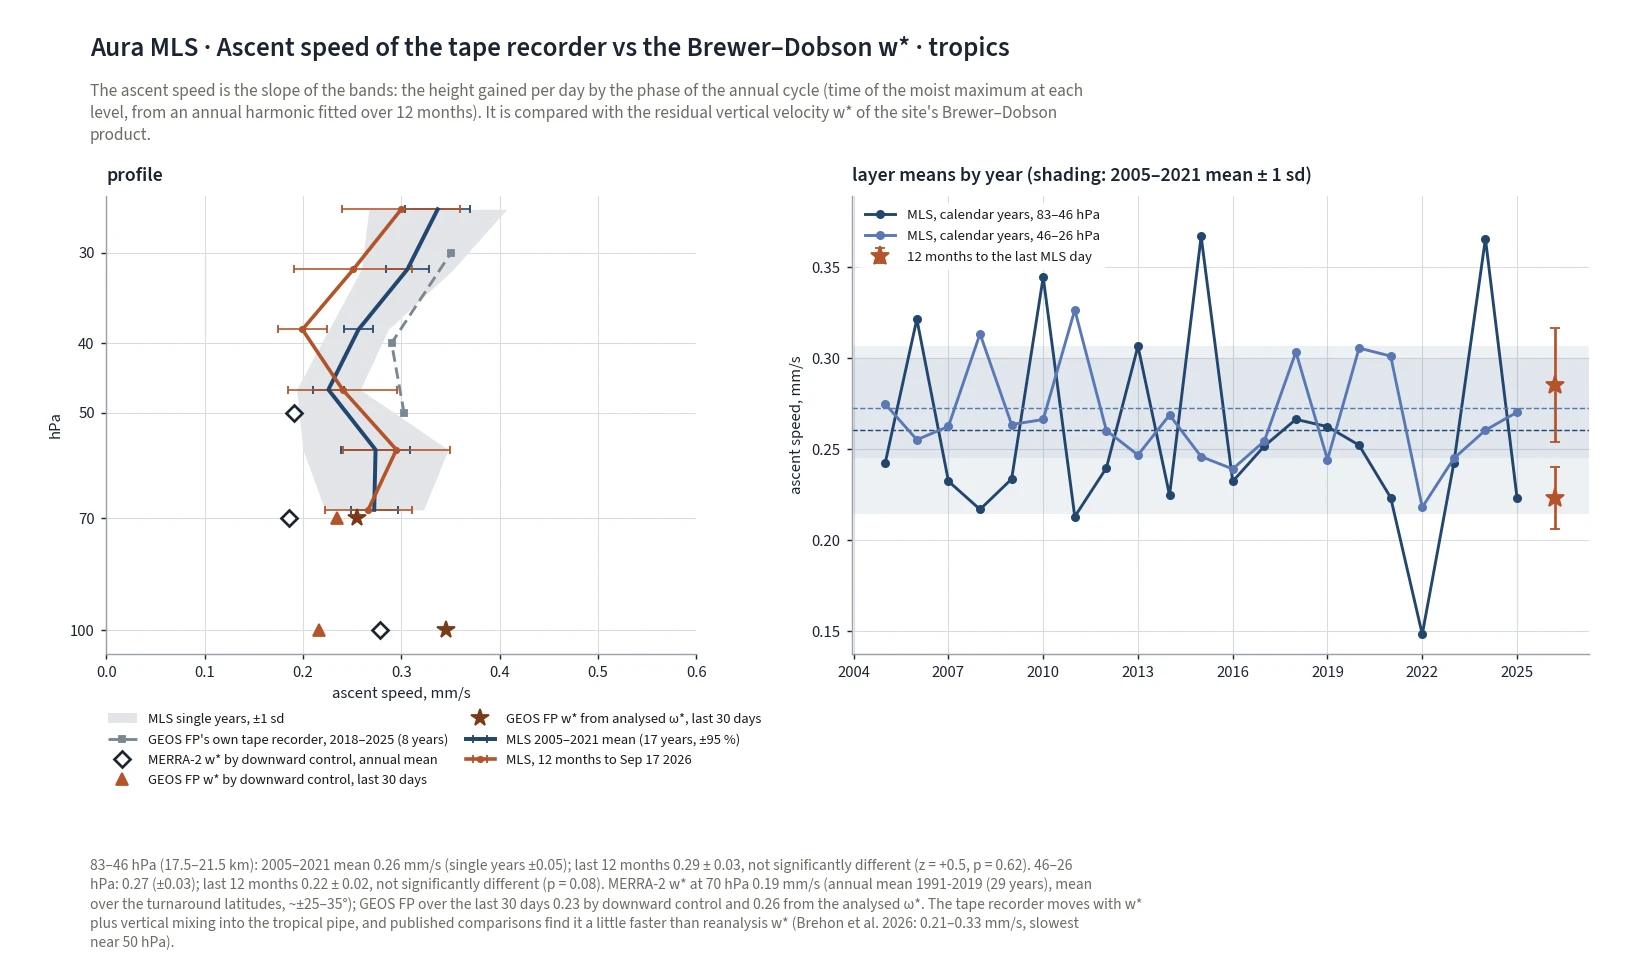 Aura MLS · Ascent speed of the tape recorder vs the Brewer–Dobson w* · tropics
The ascent speed is the slope of the bands: the height gained per day by the phase of the annual cycle (time of the moist maximum at each
level, from an annual harmonic fitted over 12 months). It is compared with the residual vertical velocity w* of the site's Brewer–Dobson
product.
profile
30
40
50
70
100
hPa
0.0
0.1
0.2
0.3
0.4
0.5
0.6
ascent speed, mm/s
MLS single years, ±1 sd
GEOS FP's own tape recorder, 2018–2025 (8 years)
MERRA-2 w* by downward control, annual mean
GEOS FP w* by downward control, last 30 days
GEOS FP w* from analysed ω*, last 30 days
MLS 2005–2021 mean (17 years, ±95 %)
MLS, 12 months to Sep 17 2026
layer means by year (shading: 2005–2021 mean ± 1 sd)
MLS, calendar years, 83–46 hPa
MLS, calendar years, 46–26 hPa
12 months to the last MLS day
0.35
0.30
0.25
0.20
0.15
ascent speed, mm/s
2004
2007
2010
2013
2016
2019
2022
2025
83–46 hPa (17.5–21.5 km): 2005–2021 mean 0.26 mm/s (single years ±0.05); last 12 months 0.29 ± 0.03, not significantly different (z = +0.5, p = 0.62). 46–26
hPa: 0.27 (±0.03); last 12 months 0.22 ± 0.02, not significantly different (p = 0.08). MERRA-2 w* at 70 hPa 0.19 mm/s (annual mean 1991-2019 (29 years), mean
over the turnaround latitudes, ~±25–35°); GEOS FP over the last 30 days 0.23 by downward control and 0.26 from the analysed ω*. The tape recorder moves with w*
plus vertical mixing into the tropical pipe, and published comparisons find it a little faster than reanalysis w* (Brehon et al. 2026: 0.21–0.33 mm/s, slowest
near 50 hPa).